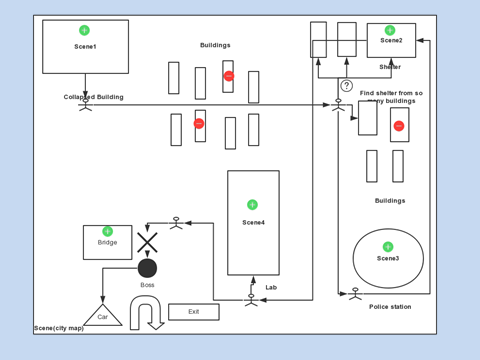 Scene1
Scene2
Buildings
Shelter
Collapsed Building
?
Find shelter from so
many buildings
Buildings
Scene4
Bridge
Scene3
Boss
Lab
Police station
Car
Exit
Scene(city map)